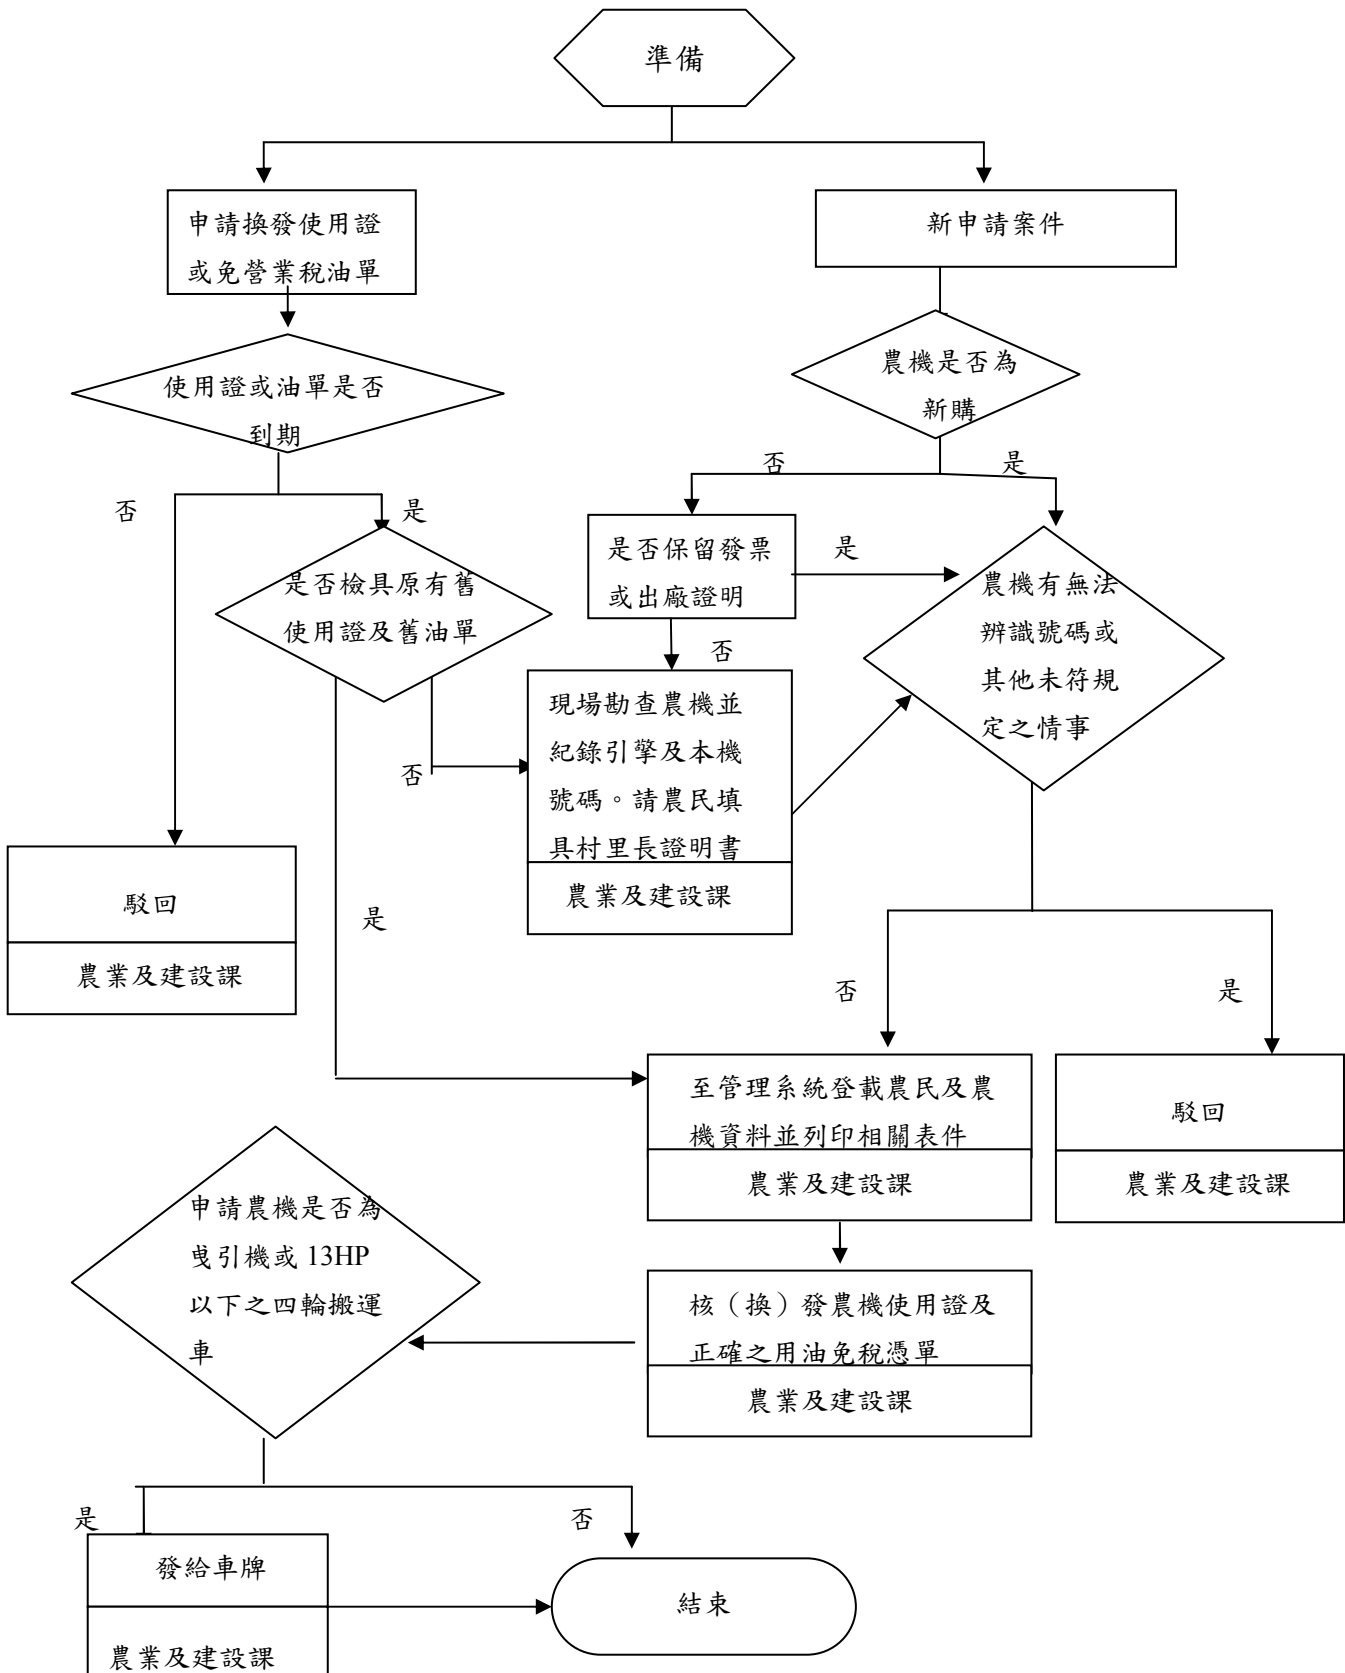 準備
申請換發使用證
或免營業稅油單
新申請案件
使用證或油單是否
到期
農機是否為
新購
否
是
否
是
是否保留發票
或出廠證明
是
是否檢具原有舊
使用證及舊油單
農機有無法
辨識號碼或
其他未符規
定之情事
否
現場勘查農機並
紀錄引擎及本機
號碼。請農民填
具村里長證明書
農業及建設課
否
是
駁回
農業及建設課
否
是
至管理系統登載農民及農
機資料並列印相關表件
農業及建設課
駁回
農業及建設課
申請農機是否為
曳引機或 13HP
以下之四輪搬運
車
核（換）發農機使用證及
正確之用油免稅憑單
農業及建設課
是
否
發給車牌
農業及建設課
結束